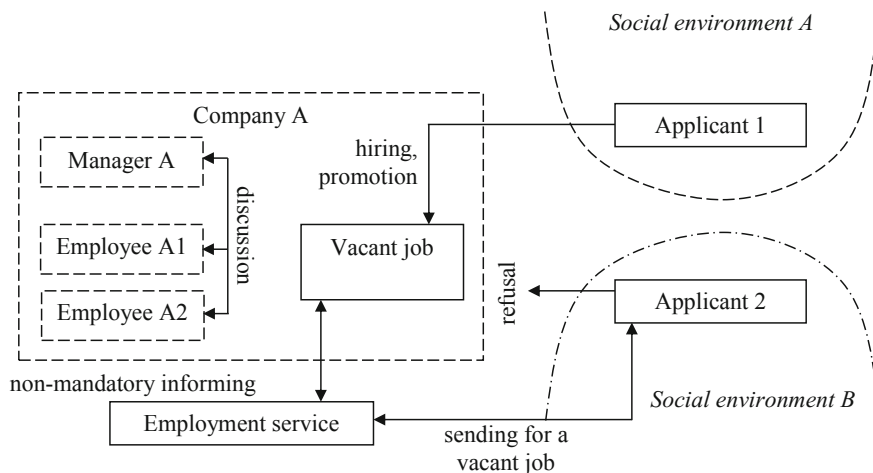 Social environment A
Company A
Applicant 1
Manager A
hiring,
promotion
discussion
Employee A1
Vacant job
Employee A2
refusal
Applicant 2
non-mandatory informing
Employment service
Social environment B
sending for a
vacant job